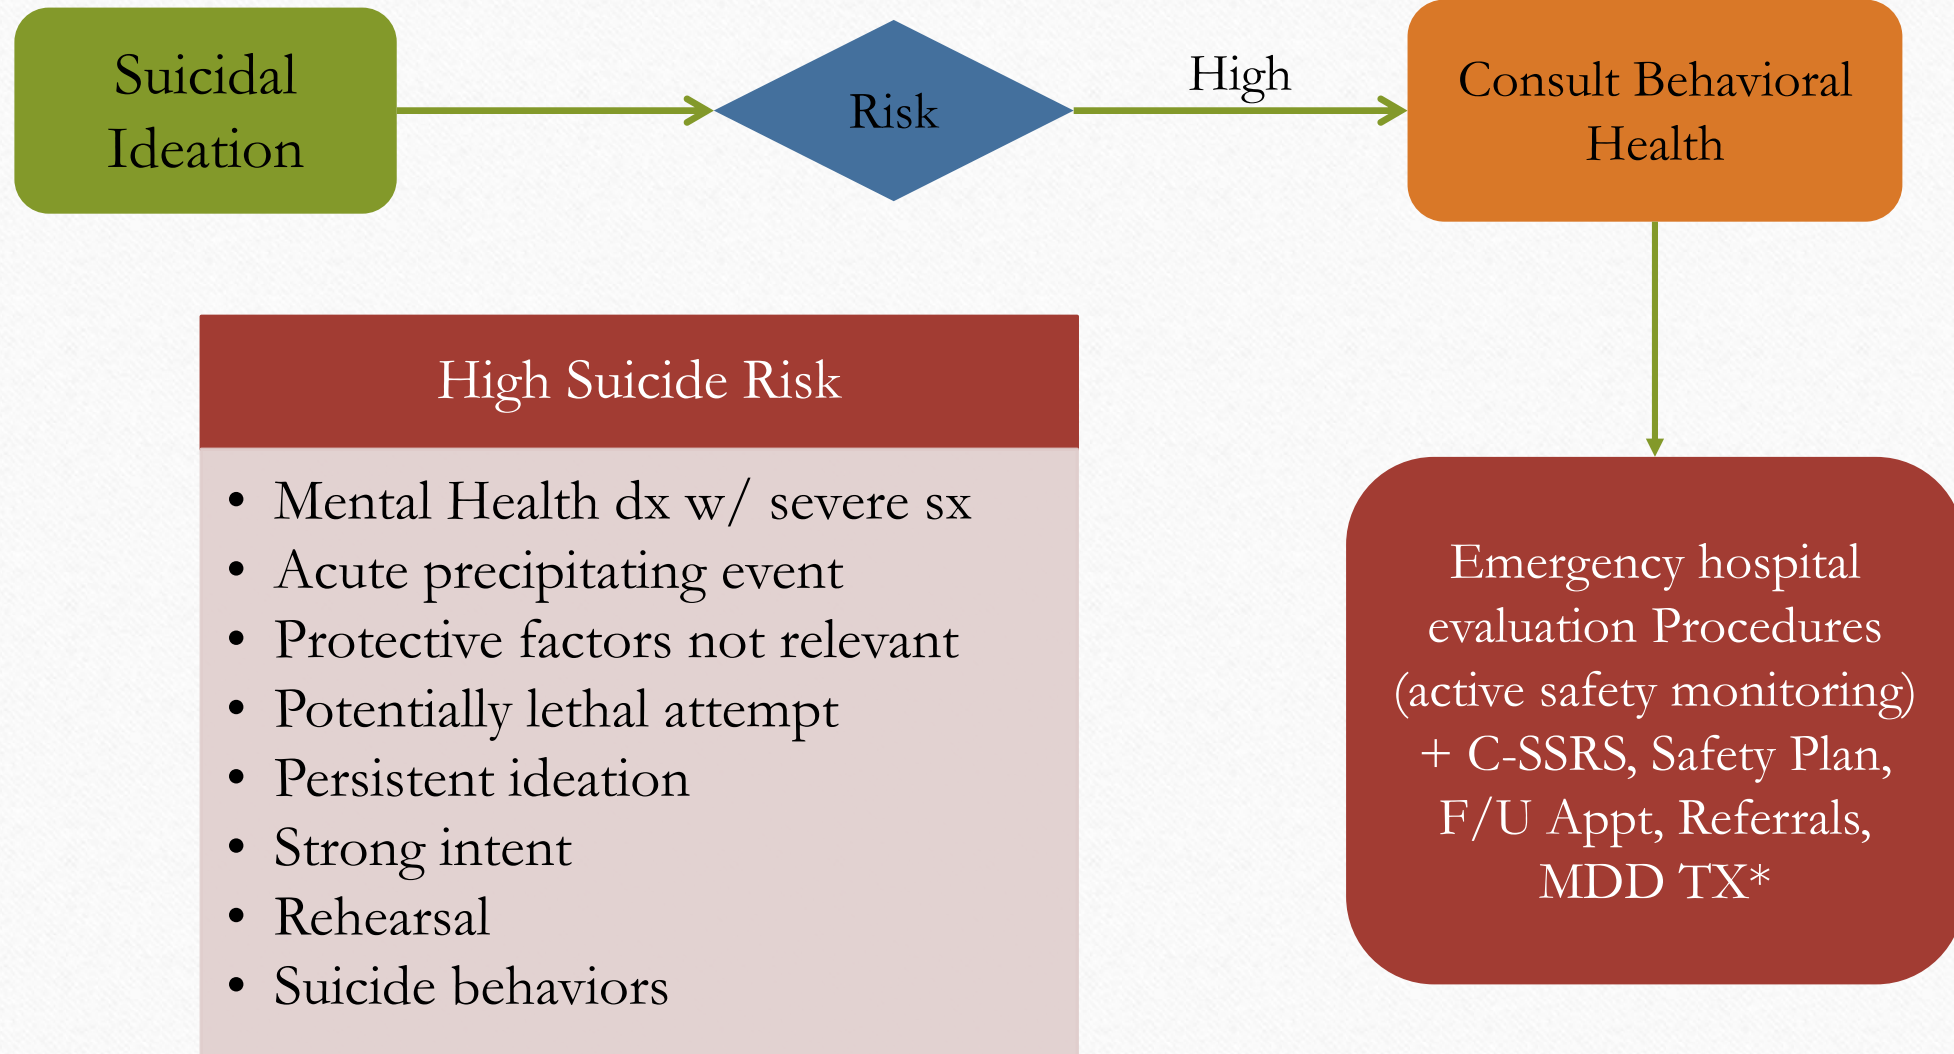 Suicidal
Ideation
Risk
High
Consult Behavioral
Health
High Suicide Risk
• Mental Health dx w/ severe sx
• Acute precipitating event
• Protective factors not relevant
• Potentially lethal attempt
• Persistent ideation
• Strong intent
• Rehearsal
• Suicide behaviors
Emergency hospital
evaluation Procedures
(active safety monitoring)
+ C-SSRS, Safety Plan,
F/U Appt, Referrals,
MDD TX*